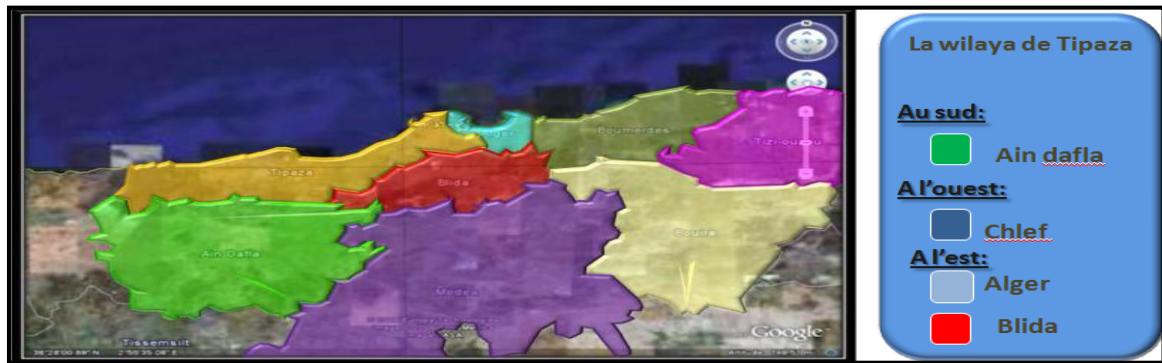 N
Alger
Boumerdes
Tizi-ouzou
Tipaza
Blida
Bouira
Ain Dafla
Medea
Google
Tissemsilt
La wilaya de Tipaza
Au sud:
Ain dafla
A l’ouest:
Chlef
A l’est:
Alger
Blida